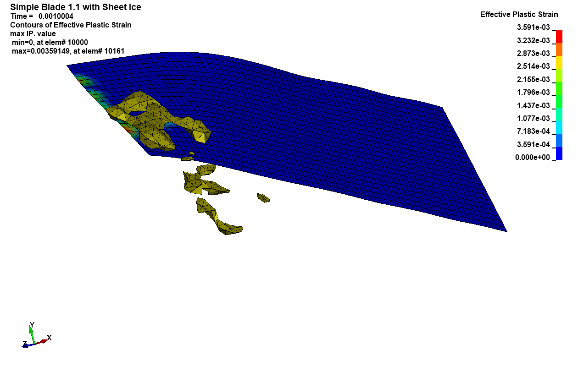 Simple Blade 1.1 with Sheet Ice
Time = 0.0010004
Contours of Effective Plastic Strain
max IP. value
min=0, at elem# 10000
max=0.00359149, at elem# 10161
Effective Plastic Strain
3.591e-03
3.232e-03
2.873e-03
2.514e-03
2.155e-03
1.796e-03
1.437e-03
1.077e-03
7.183e-04
3.591e-04
0.000e+00
Y
X
Z